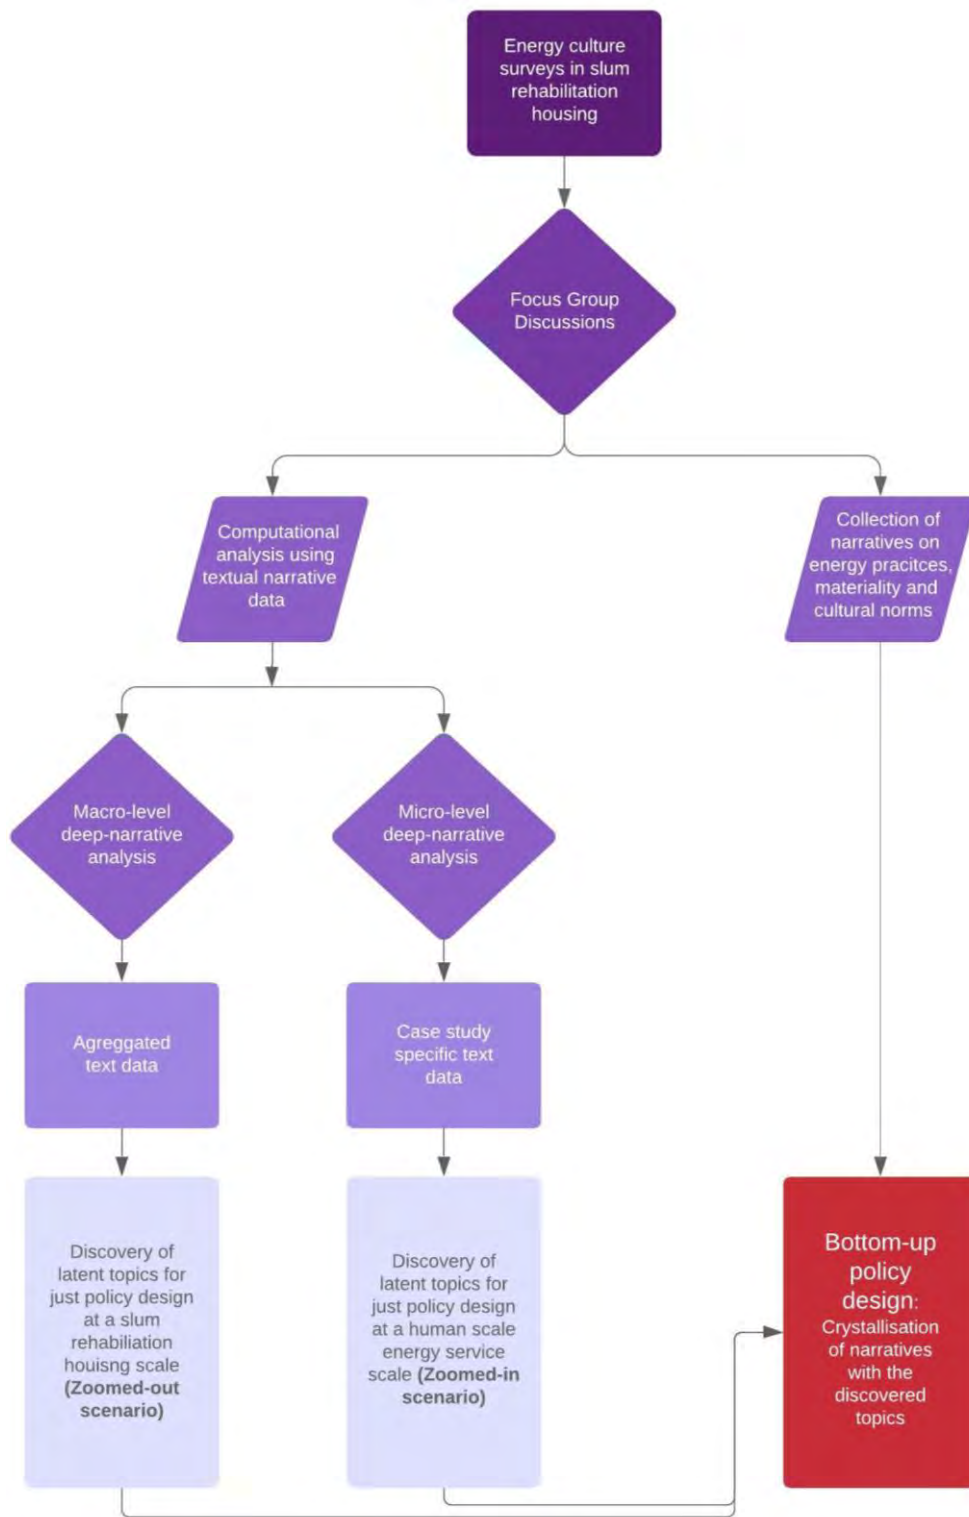 Energy culture
surveys in slum
rehabilitation
housing
Focus Group
Discussions
Computational
analysis using
textual narrative
data
Collection of
narratives on
energy pracitces,
materiality and
cultural norms
Macro-level
deep-narrative
analysis
Micro-level
deep-narrative
analysis
Agreggated
text data
Case study
specific text
data
Discovery of
latent topics for
just policy design
at a slum
rehabiliation
houisng scale
(Zoomed-out
scenario)
Discovery of
latent topics for
just policy design
at a human scale
energy service
scale (Zoomed-in
scenario)
Bottom-up
policy
design:
Crystallisation
of narratives
with the
discovered
topics